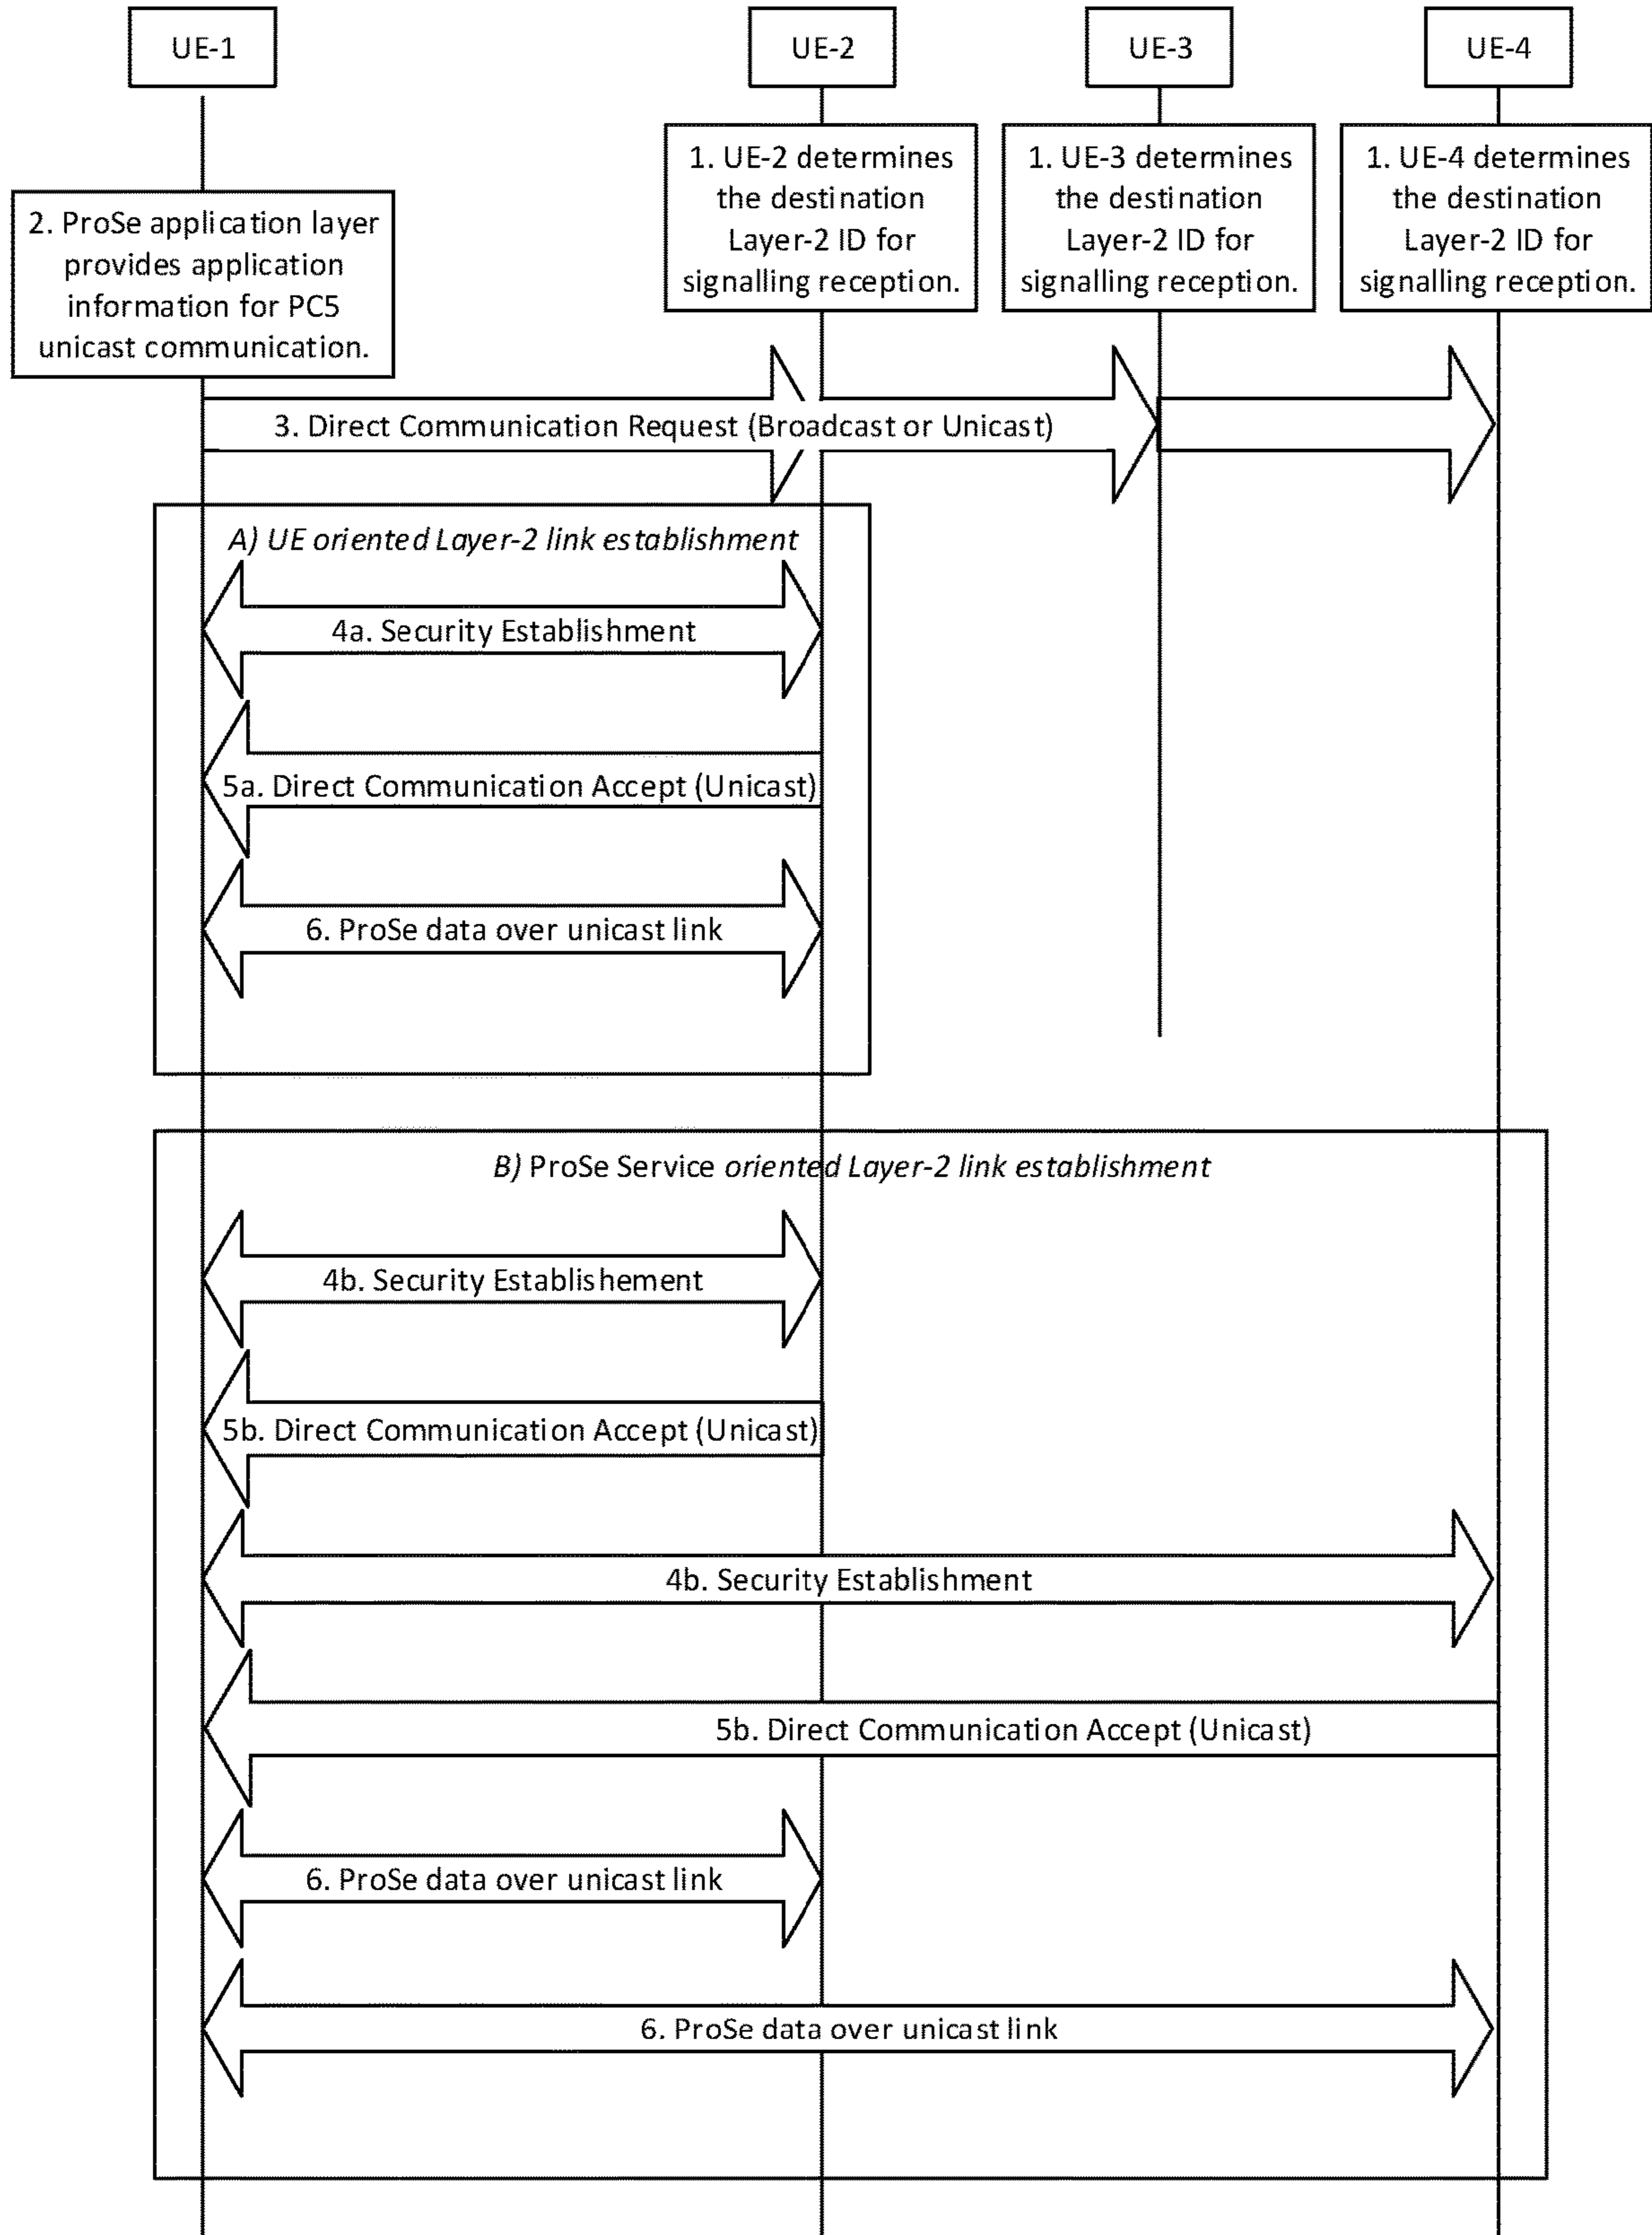 UE-1
UE-2
UE-3
UE-4
1. UE-2 determines
the destination
Layer-2 ID for
signalling reception.
1. UE-3 determines
the destination
Layer-2 ID for
signalling reception.
1. UE-4 determines
the destination
Layer-2 ID for
signalling reception.
2. ProSe application layer
provides application
information for PC5
unicast communication.
3. Direct Communication Request (Broadcast or Unicast)
A) UE oriented Layer-2 link establishment
4a. Security Establishment
5a. Direct Communication Accept (Unicast)
6. ProSe data over unicast link
B) ProSe Service oriented Layer-2 link establishment
4b. Security Establishement
5b. Direct Communication Accept (Unicast)
4b. Security Establishment
5b. Direct Communication Accept (Unicast)
6. ProSe data over unicast link
6. ProSe data over unicast link